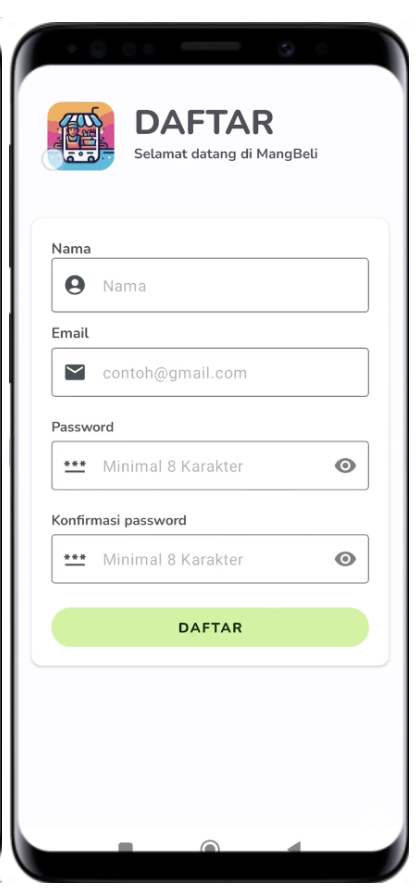 DAFTAR
Selamat datang di MangBeli
Nama
Nama
Email
contoh@gmail.com
Password
*** Minimal 8 Karakter
Konfirmasi password
*** Minimal 8 Karakter
DAFTAR